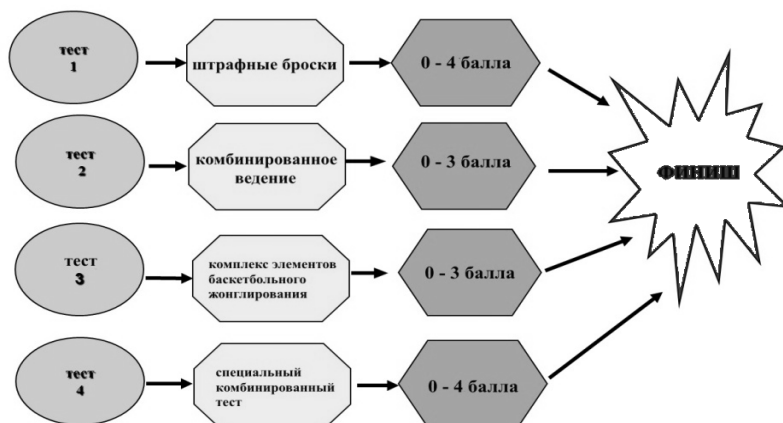 тест
1
штрафные броски
0 - 4 балла
тест
2
комбинированное
ведение
0 - 3 балла
ФИНИШ
тест
3
комплекс элементов
баскетбольного
жонглирования
0 - 3 балла
тест
4
специальный
комбинированный
тест
0 - 4 балла